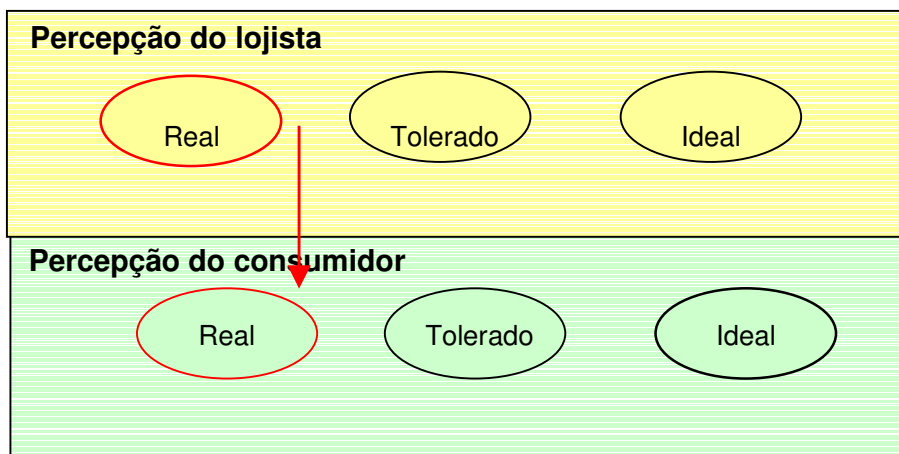 Percepção do lojista
Real Tolerado Ideal
Percepção do consumidor
Real Tolerado Ideal